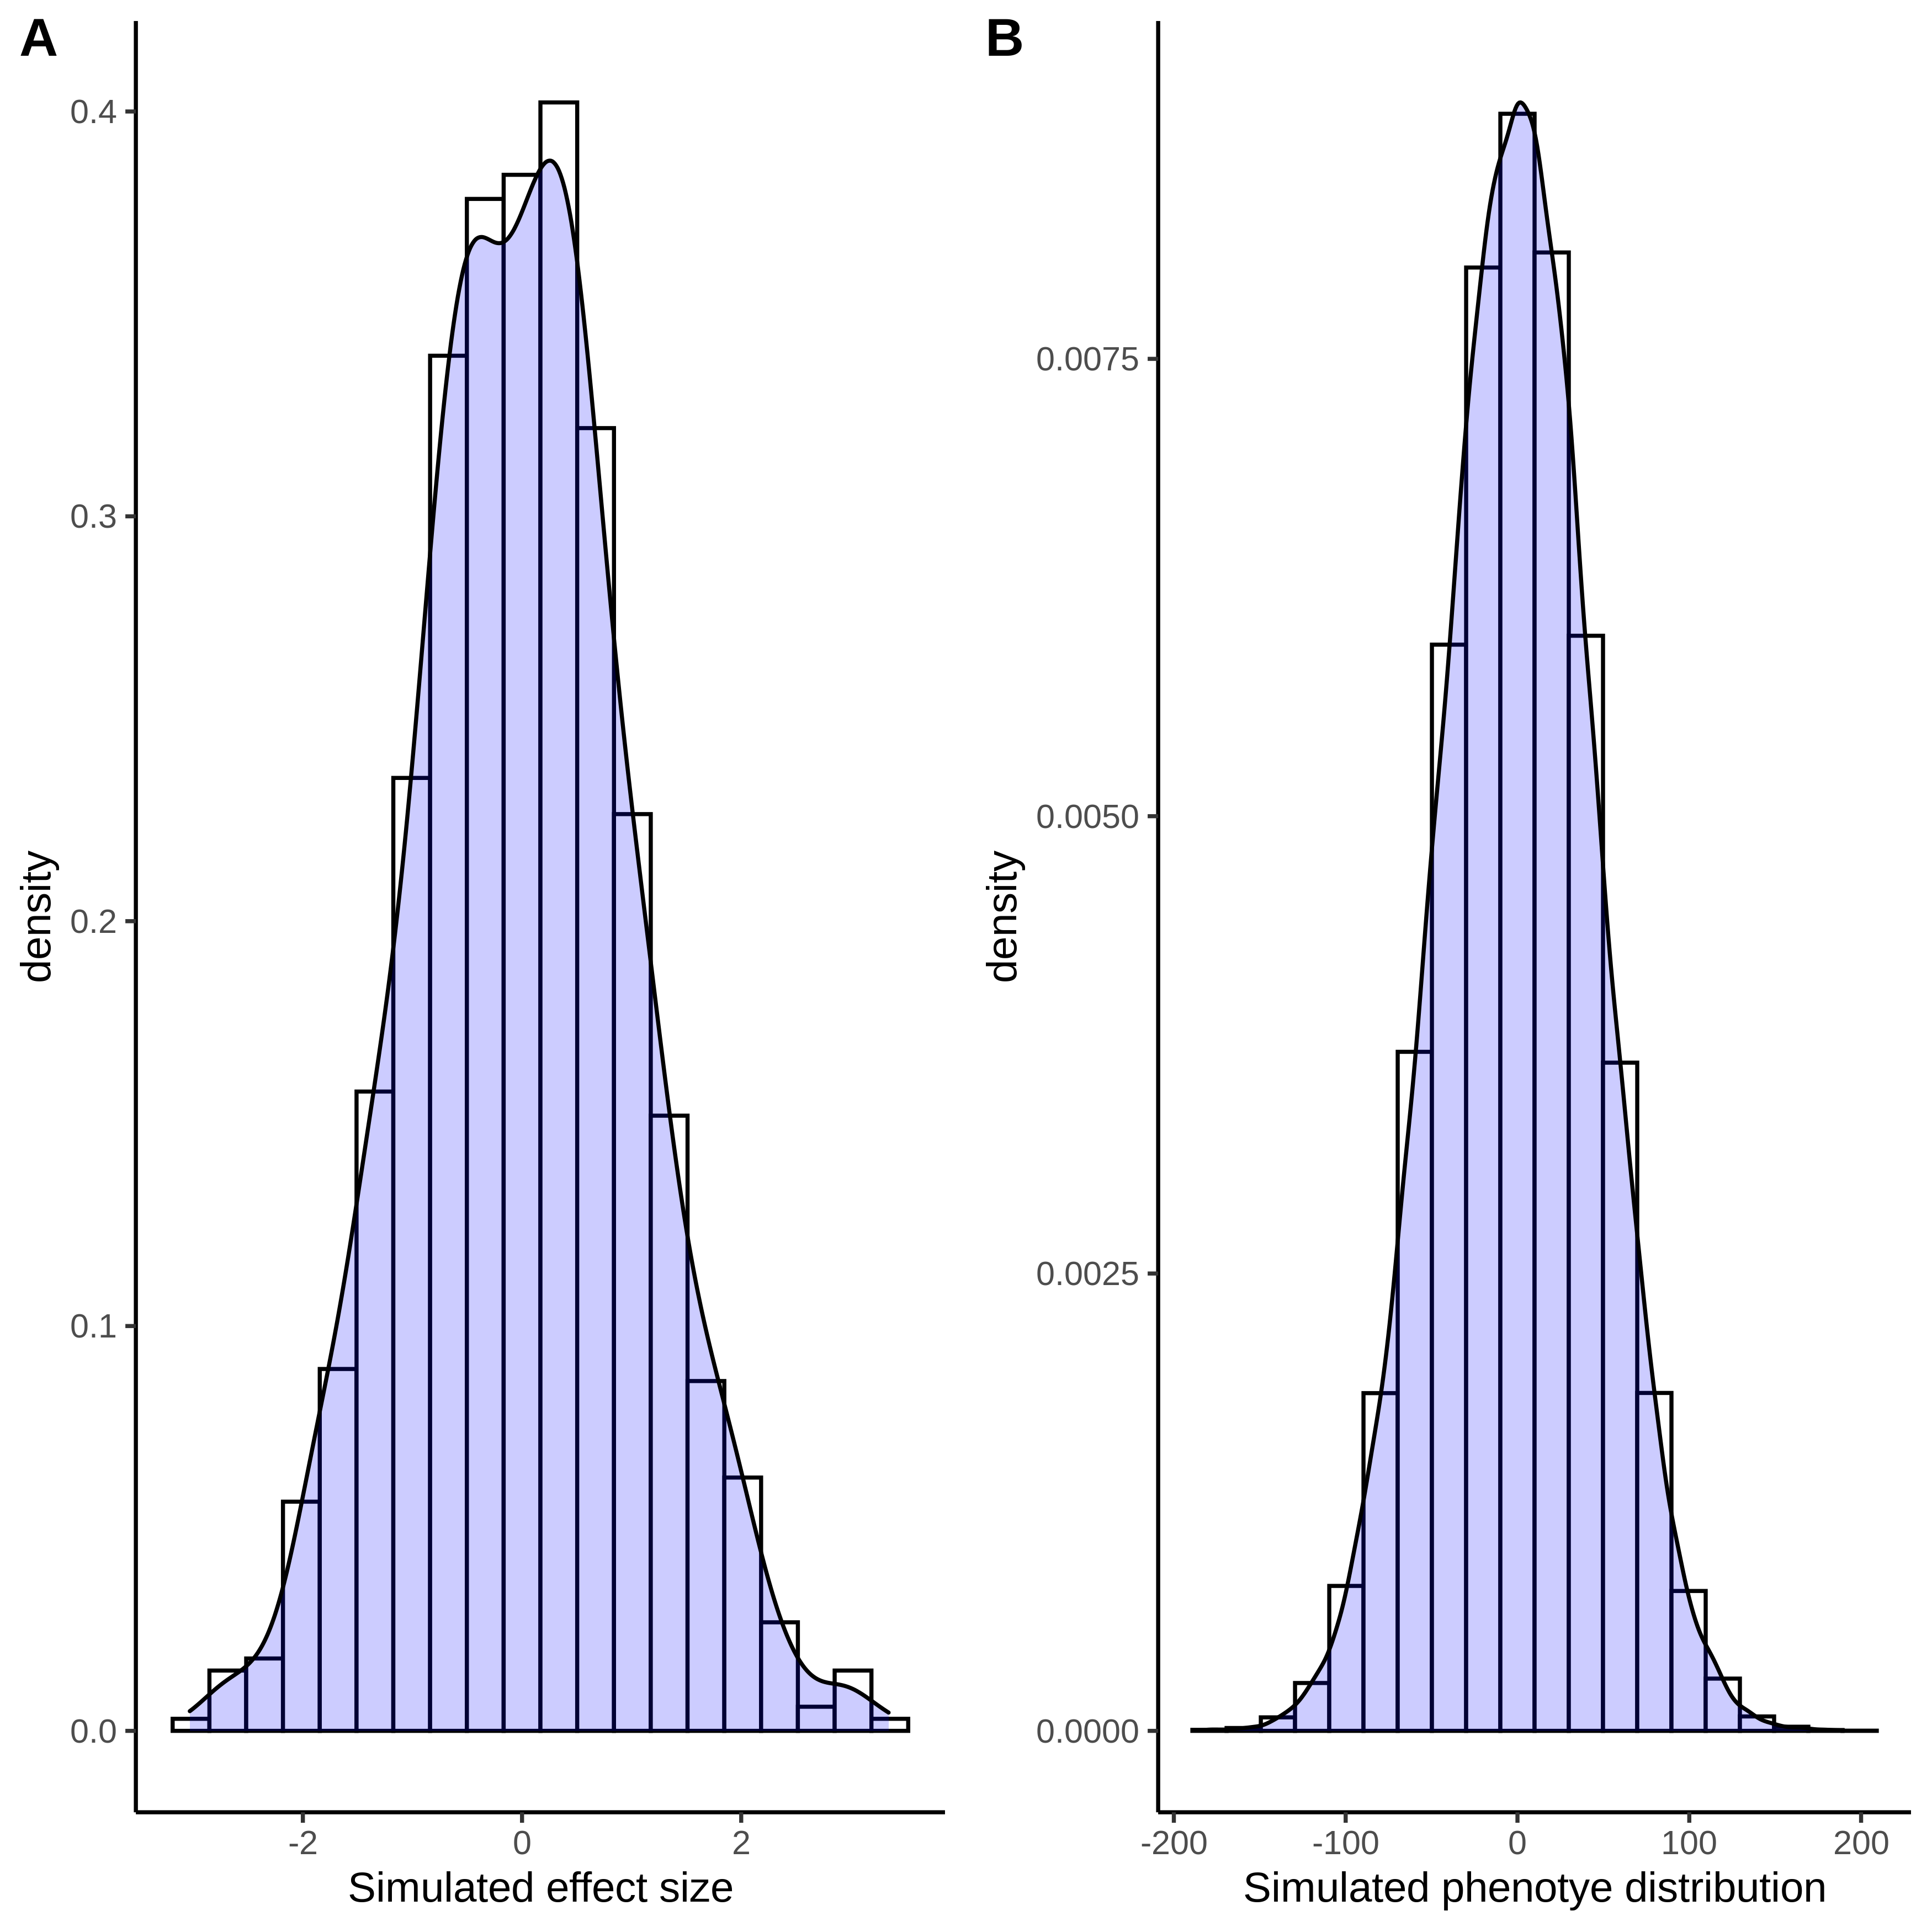 A
0.4
0.3
0.2
0.1
0.0
density
-2 0 2
Simulated effect size
B
0.0075
0.0050
0.0025
0.0000
density
-200 -100 0 100 200
Simulated phenotye distribution